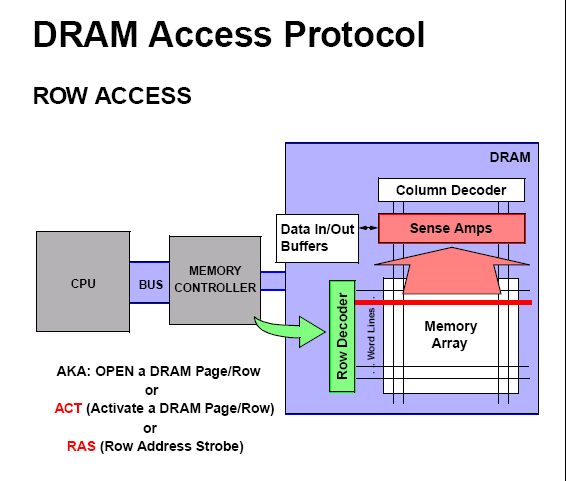 DRAM Access Protocol
ROW ACCESS
DRAM
Column Decoder
Data In/Out
Buffers
Sense Amps
CPU
BUS
MEMORY
CONTROLLER
Row Decoder
... Word Lines ...
Memory
Array
AKA: OPEN a DRAM Page/Row
or
ACT (Activate a DRAM Page/Row)
or
RAS (Row Address Strobe)